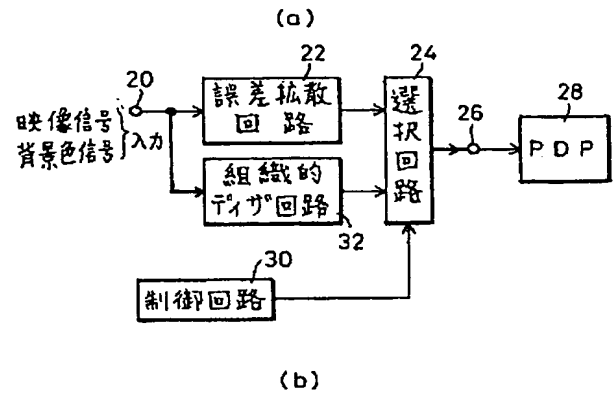 (a)
20
映像信号
背景色信号
入力
22
誤差拡散
回路
組織的
ディザ回路
32
24
選択回路
26
28
PDP
30
制御回路
(b)